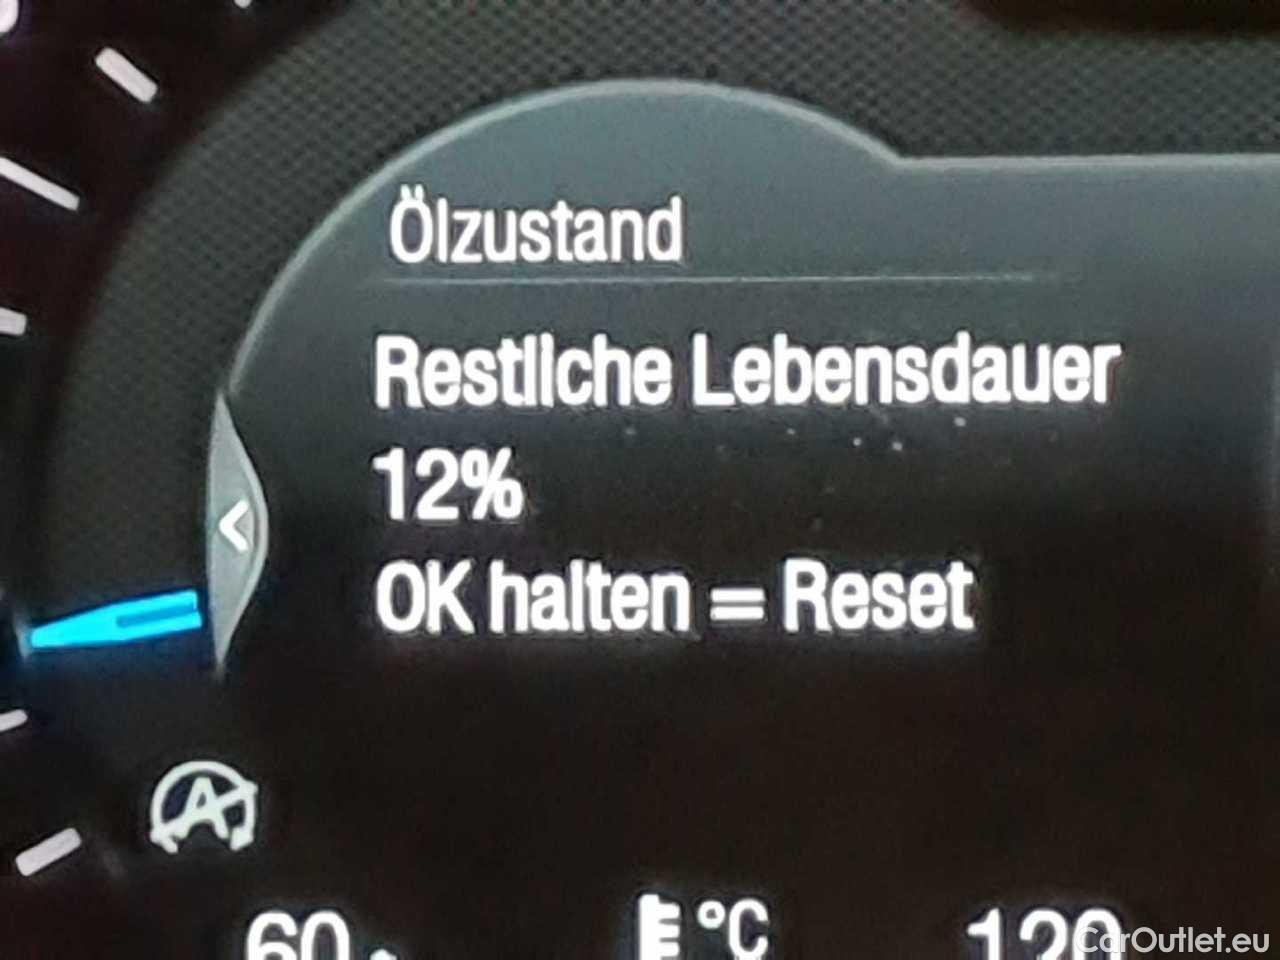 Ölzustand
Restliche Lebensdauer
12%
OK halten = Reset
A
60
°C
120
CarOutlet.eu